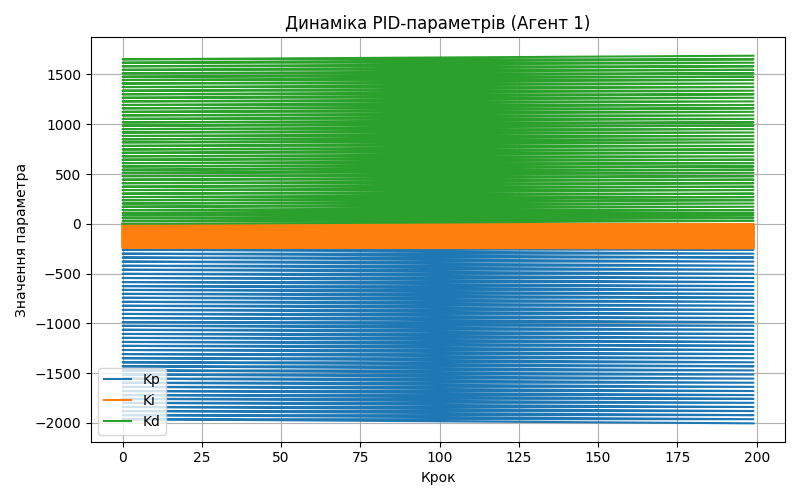 Динаміка PID-параметрів (Агент 1)
Значення параметра
1500
1000
500
0
−500
−1000
−1500
−2000
Kp
Ki
Kd
0 25 50 75 100 125 150 175 200
Крок